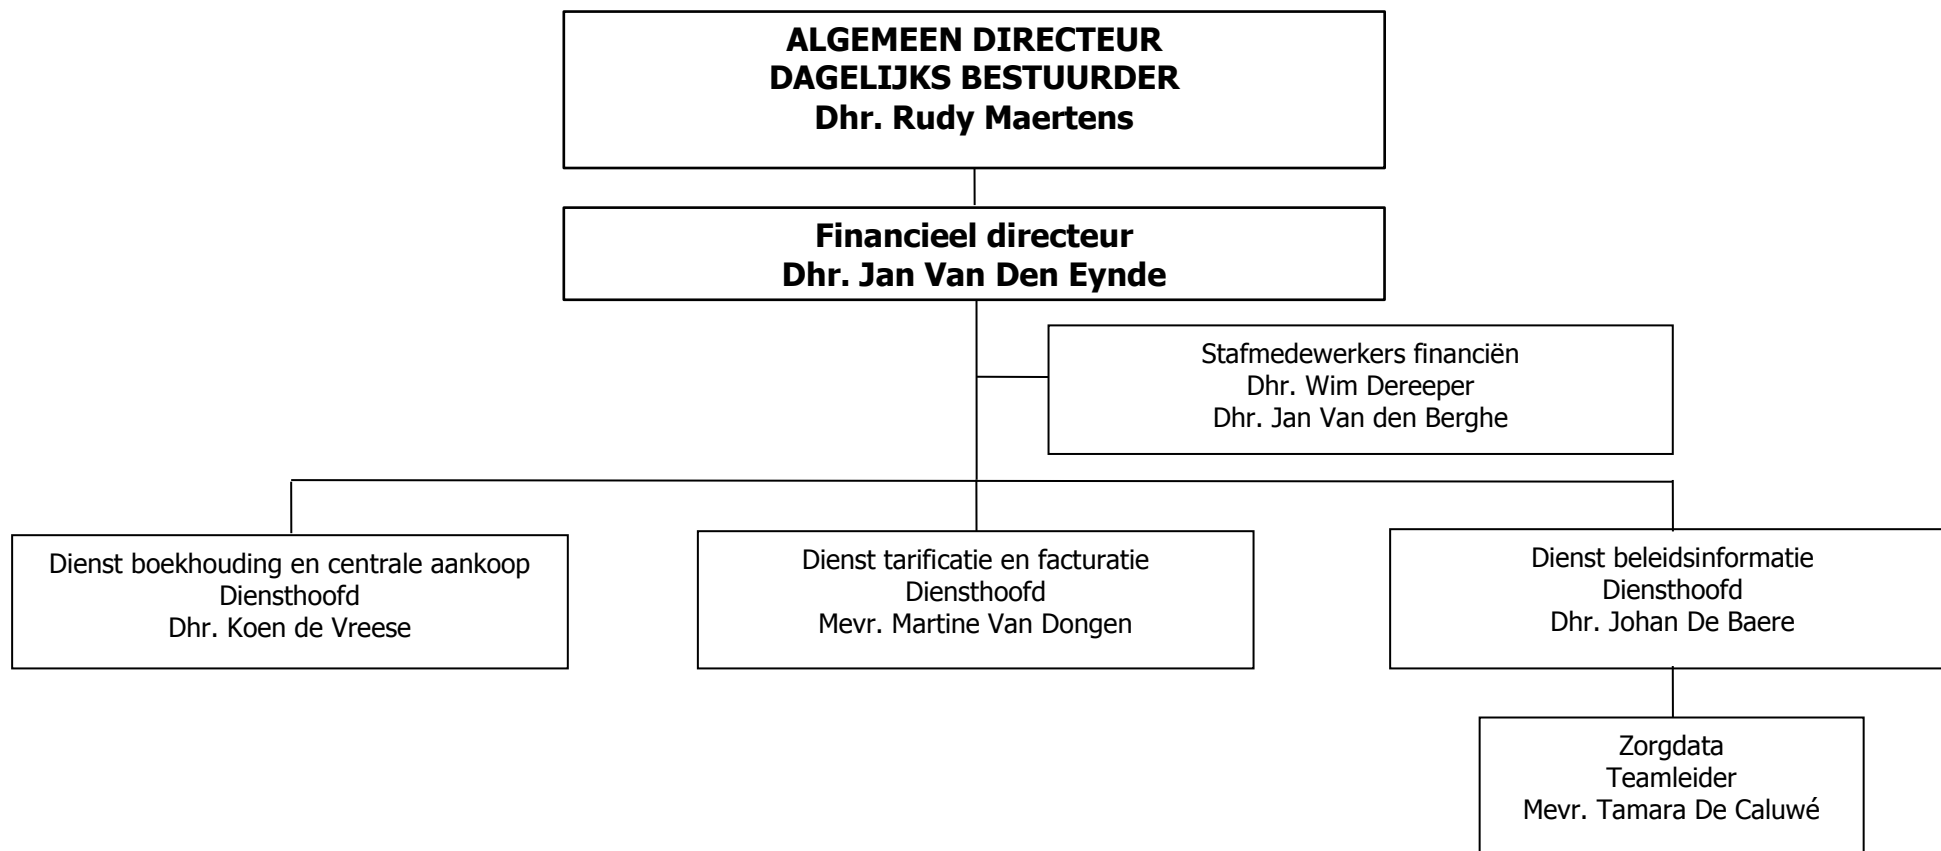 ALGEMEEN DIRECTEUR
DAGELIJKS BESTUURDER
Dhr. Rudy Maertens
Financieel directeur
Dhr. Jan Van Den Eynde
Stafmedewerkers financiën
Dhr. Wim Dereeper
Dhr. Jan Van den Berghe
Dienst boekhouding en centrale aankoop
Diensthoofd
Dhr. Koen de Vreese
Dienst tarificatie en facturatie
Diensthoofd
Mevr. Martine Van Dongen
Dienst beleidsinformatie
Diensthoofd
Dhr. Johan De Baere
Zorgdata
Teamleider
Mevr. Tamara De Caluwé